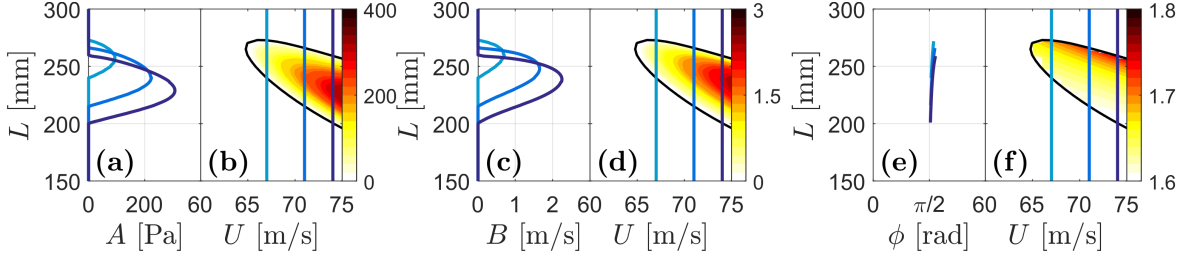 300 250 200 150
L [mm]
(a)
0 200
A [Pa]
(b)
60 65 70 75
U [m/s]
400 200 0
300 250 200 150
L [mm]
(c)
0 1 2
B [m/s]
(d)
60 65 70 75
U [m/s]
3 1.5 0
300 250 200 150
L [mm]
(e)
0 π/2
ϕ [rad]
(f)
60 65 70 75
U [m/s]
1.8 1.7 1.6